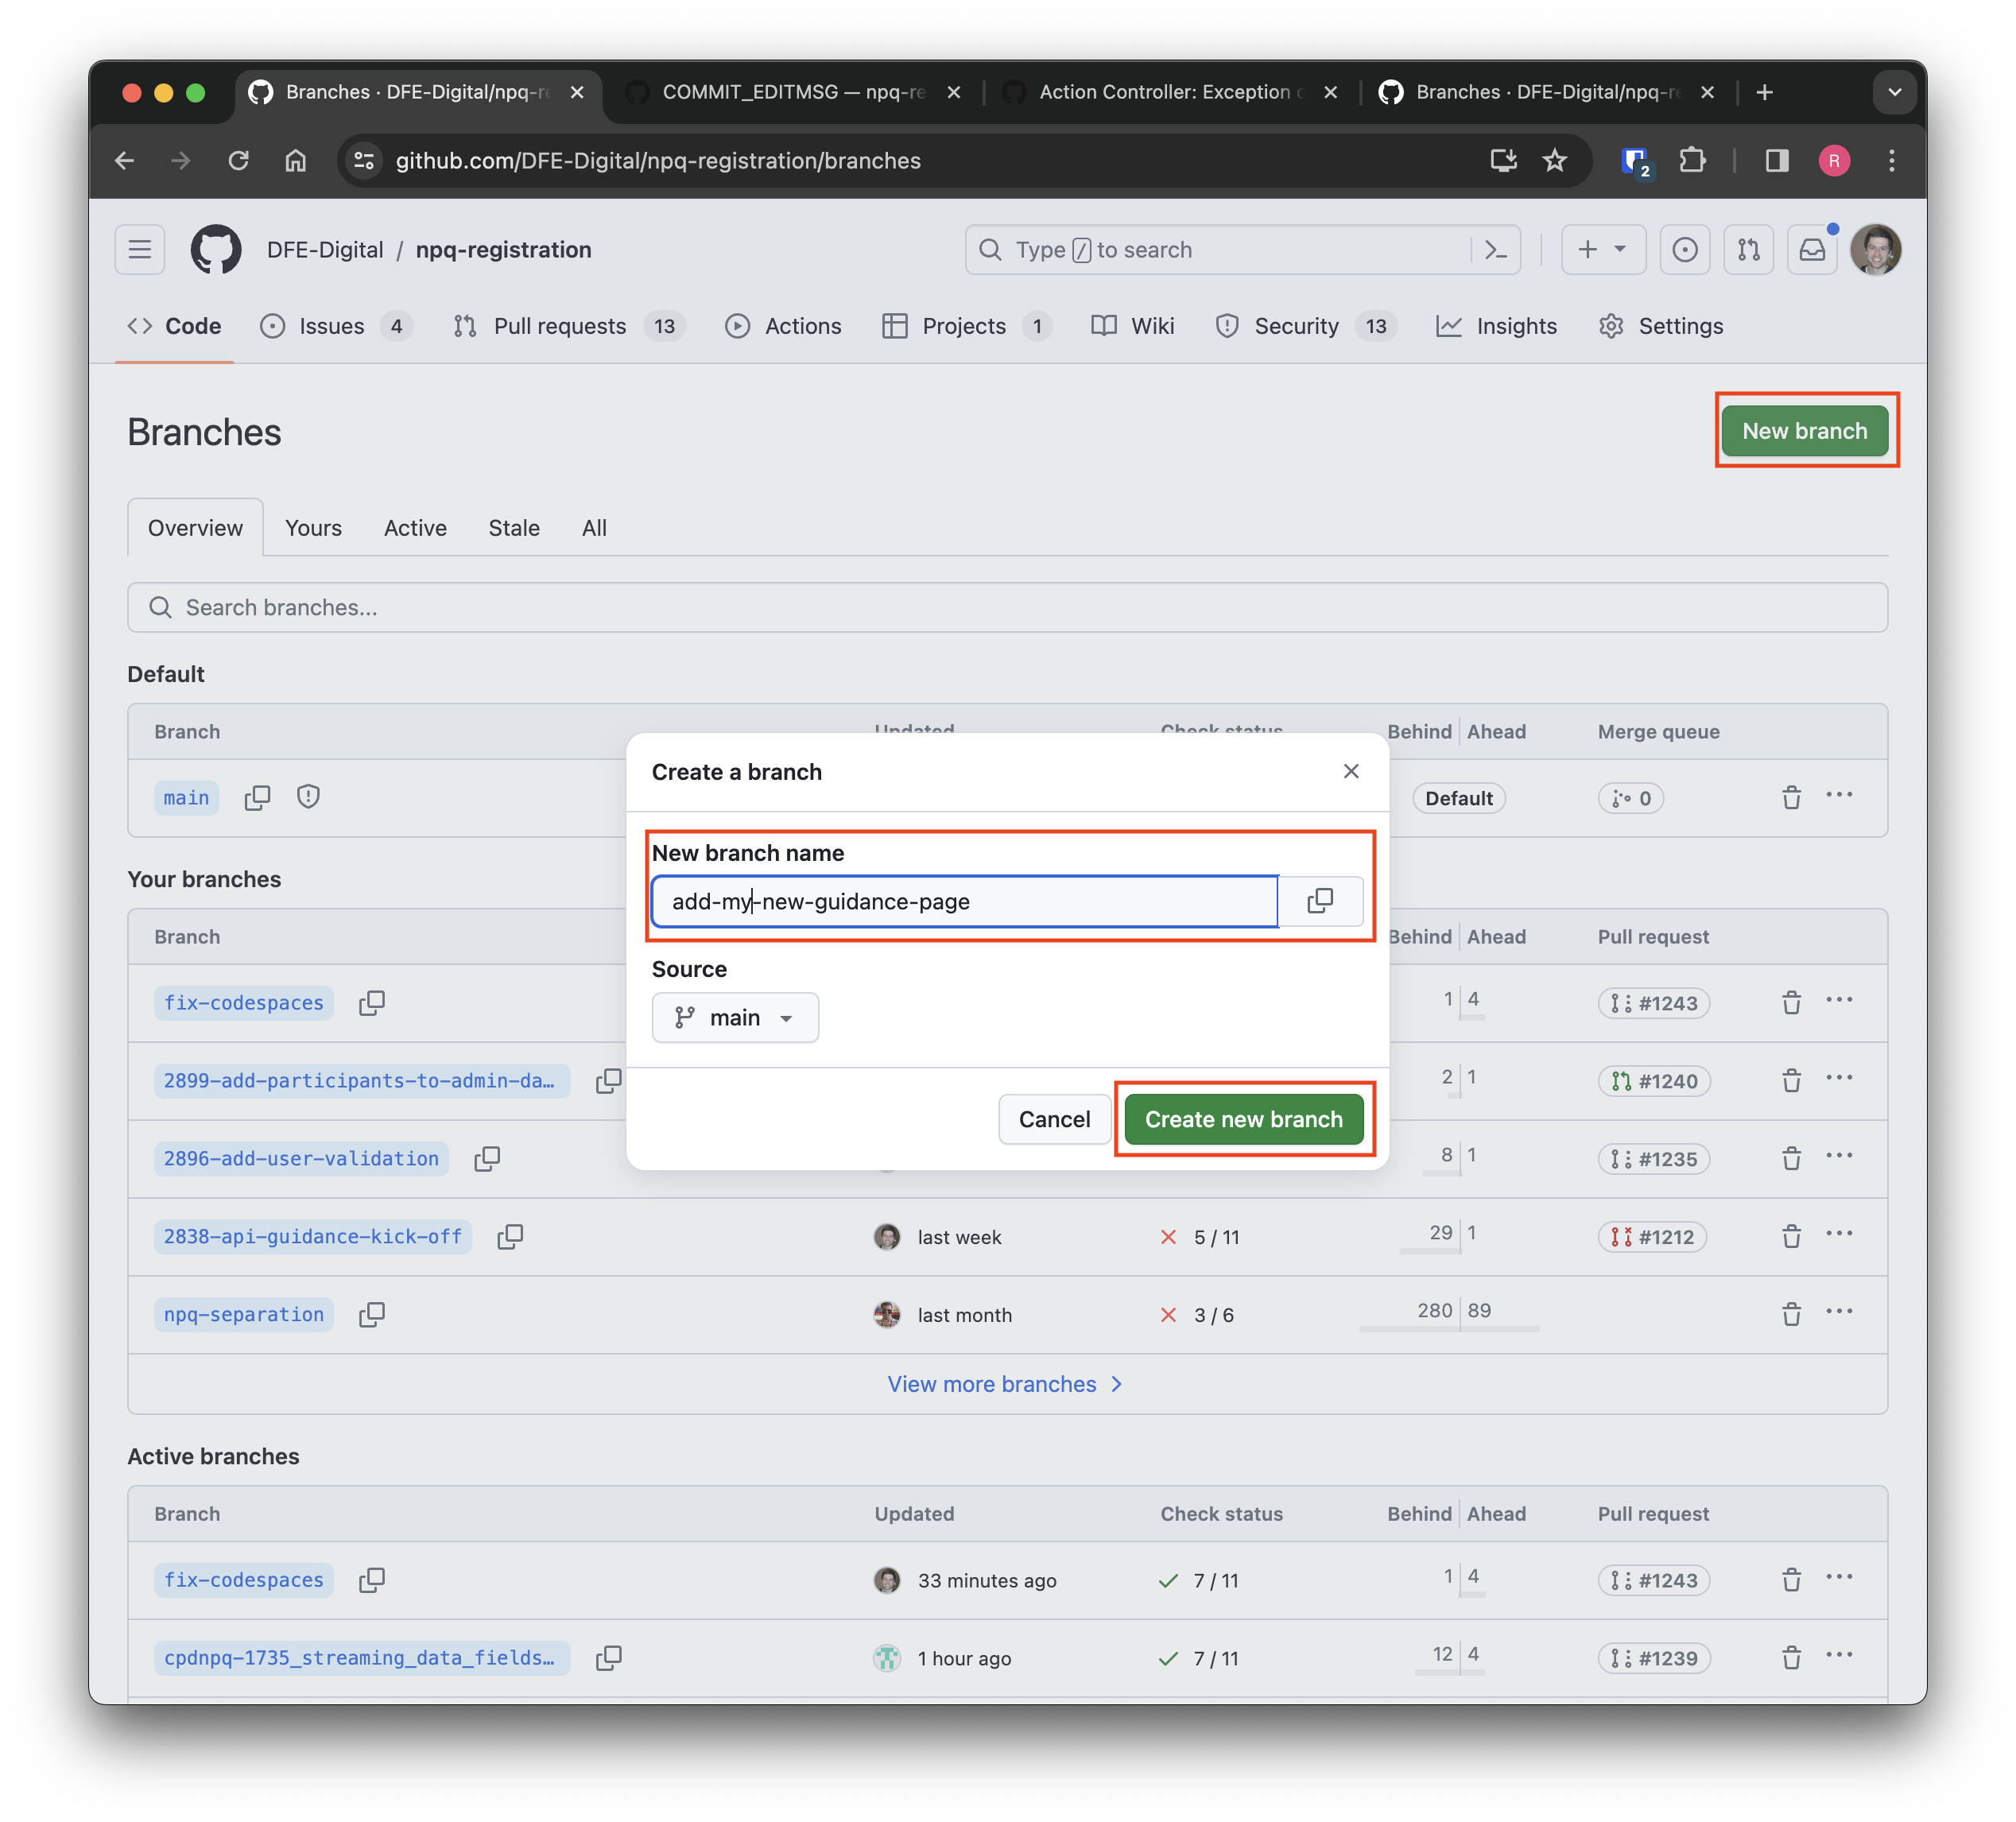 Branches · DFE-Digital/npq-re
COMMIT_EDITMSG — npq-re
Action Controller: Exception c
Branches · DFE-Digital/npq-re
github.com/DFE-Digital/npq-registration/branches
2
R
DFE-Digital / npq-registration
Type / to search
Code
Issues 4
Pull requests 13
Actions
Projects 1
Wiki
Security 13
Insights
Settings
Branches
New branch
Overview
Yours
Active
Stale
All
Search branches...
Default
Branch Updated Check status Behind Ahead Merge queue
main Default 0
Create a branch
New branch name
add-my-new-guidance-page
Source
main
Cancel
Create new branch
Your branches
Branch Behind Ahead Pull request
fix-codespaces 1 4 #1243
2899-add-participants-to-admin-da… 2 1 #1240
2896-add-user-validation 8 1 #1235
2838-api-guidance-kick-off last week 5 / 11 29 1 #1212
npq-separation last month 3 / 6 280 89
View more branches
Active branches
Branch Updated Check status Behind Ahead Pull request
fix-codespaces 33 minutes ago 7 / 11 1 4 #1243
cpdnpq-1735_streaming_data_fields… 1 hour ago 7 / 11 12 4 #1239